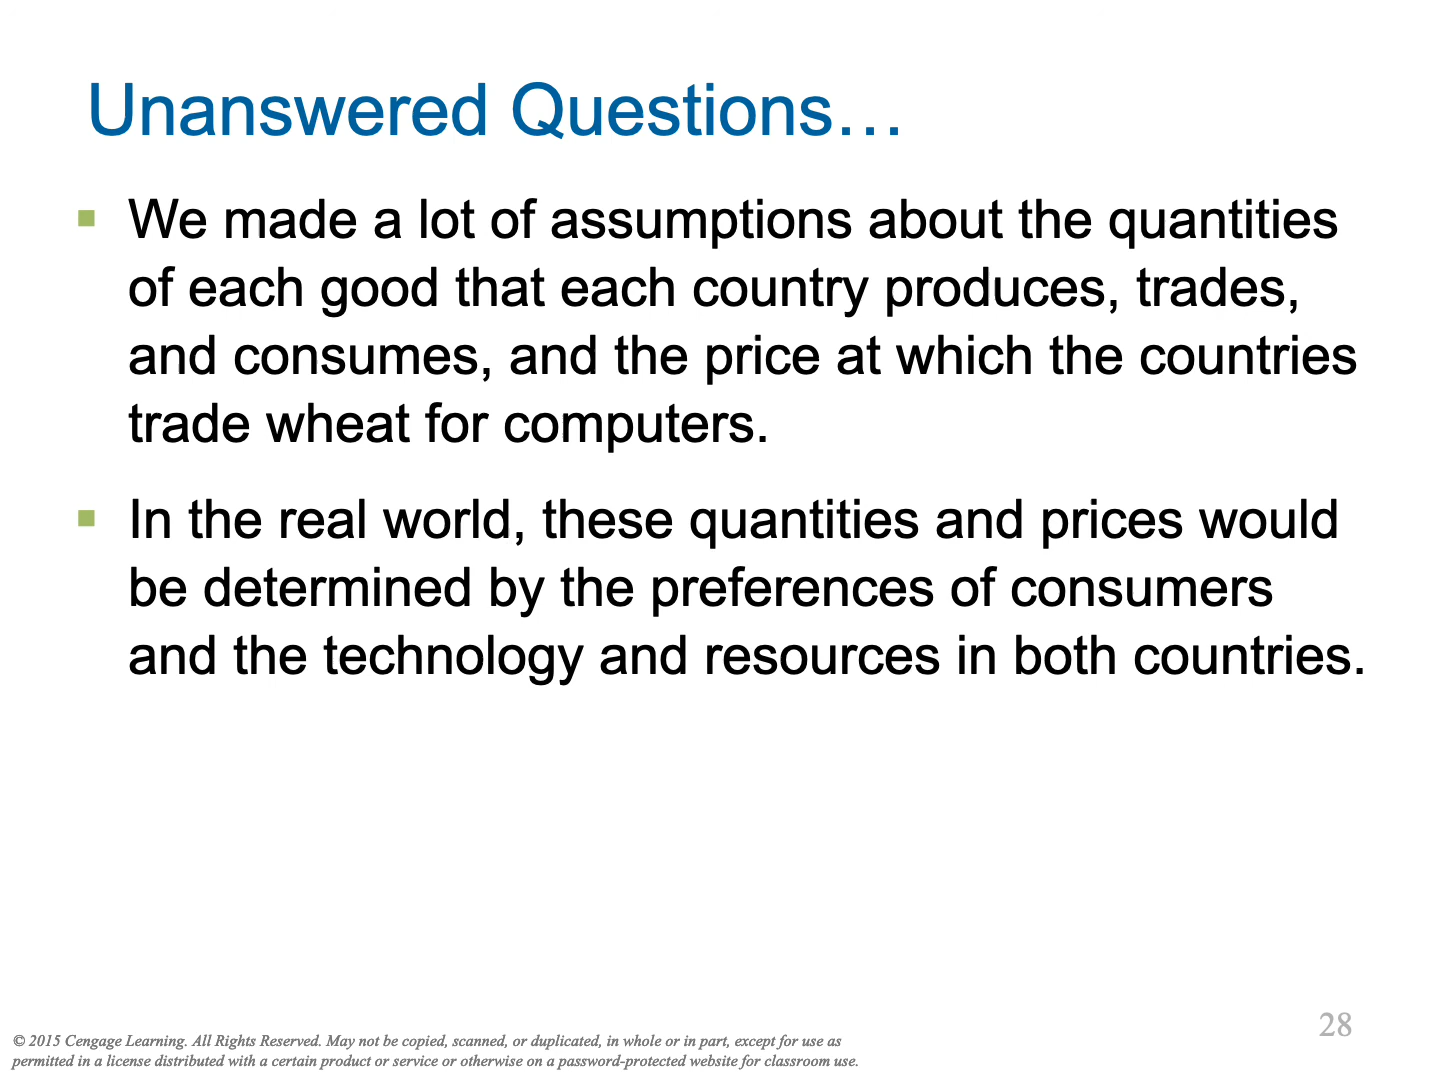 Unanswered Questions…
▪ We made a lot of assumptions about the quantities
of each good that each country produces, trades,
and consumes, and the price at which the countries
trade wheat for computers.
▪ In the real world, these quantities and prices would
be determined by the preferences of consumers
and the technology and resources in both countries.
28
© 2015 Cengage Learning. All Rights Reserved. May not be copied, scanned, or duplicated, in whole or in part, except for use as
permitted in a license distributed with a certain product or service or otherwise on a password-protected website for classroom use.